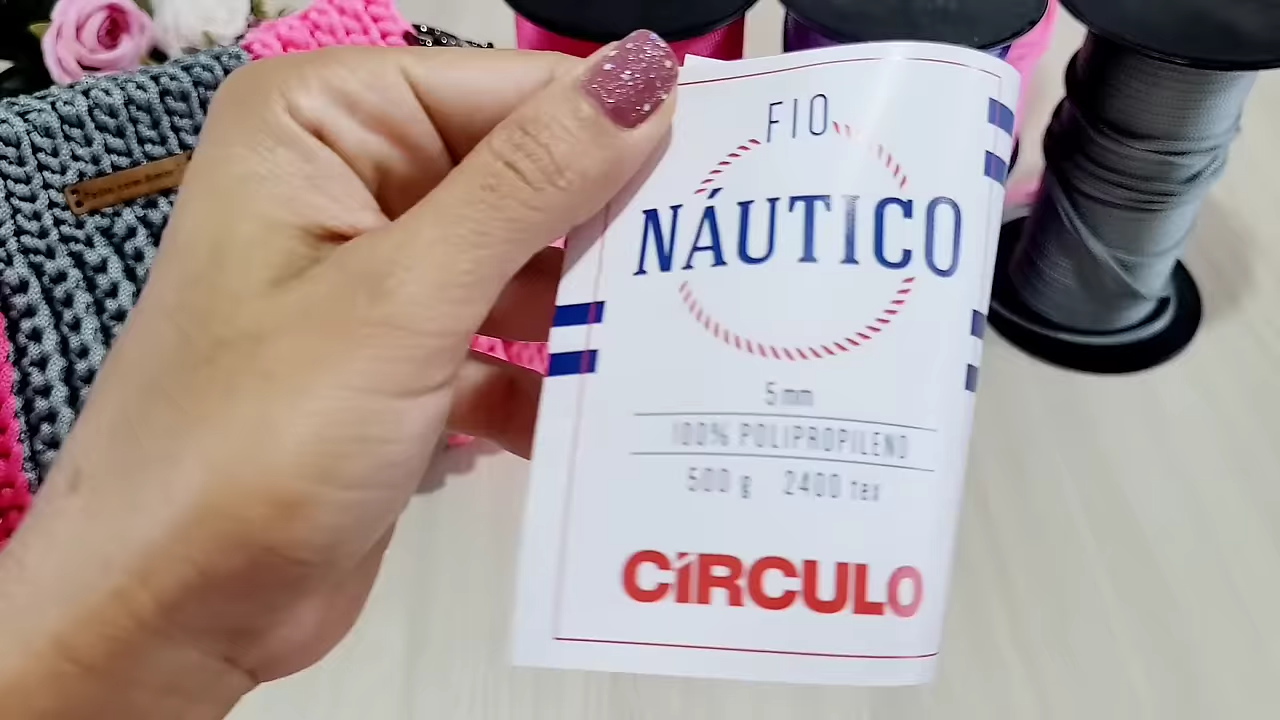 FIO
NÁUTICO
5 mm
100% POLIPROPILENO
500 g 2400 tex
CÍRCULO